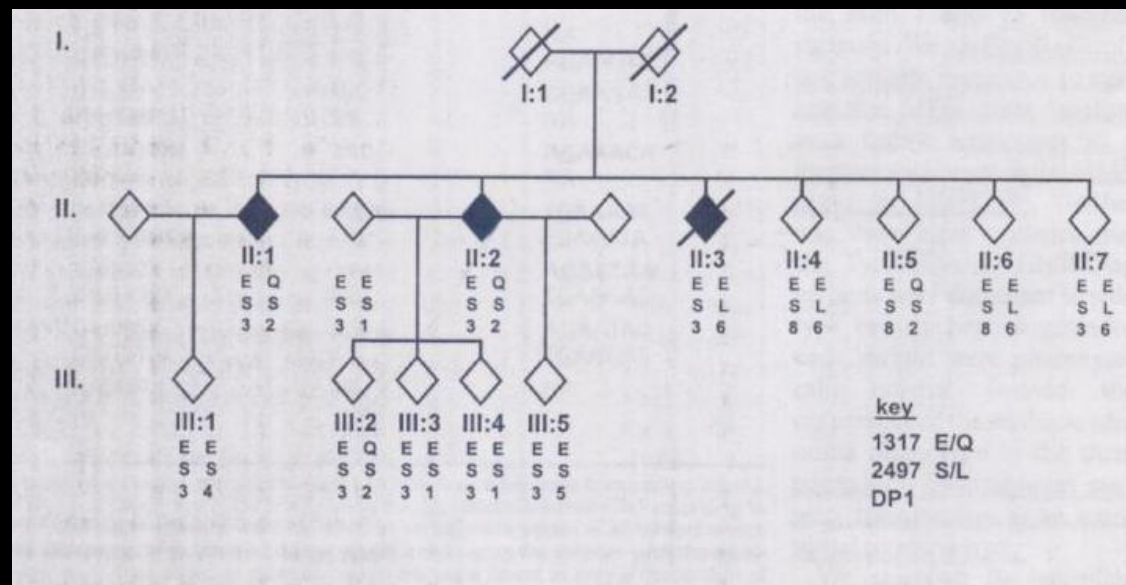 I.
I:1 I:2
II.
II:1 II:2 II:3 II:4 II:5 II:6 II:7
E Q E E E Q E E E E E Q E E E E
S S S S S S S L S L S S S L S L
3 2 3 1 3 2 3 6 8 6 8 2 8 6 8 6
III.
III:1 III:2 III:3 III:4 III:5
E E E Q E E E E E E
S S S S S S S S S S
3 4 3 2 3 1 3 1 3 5
key
1317 E/Q
2497 S/L
DP1